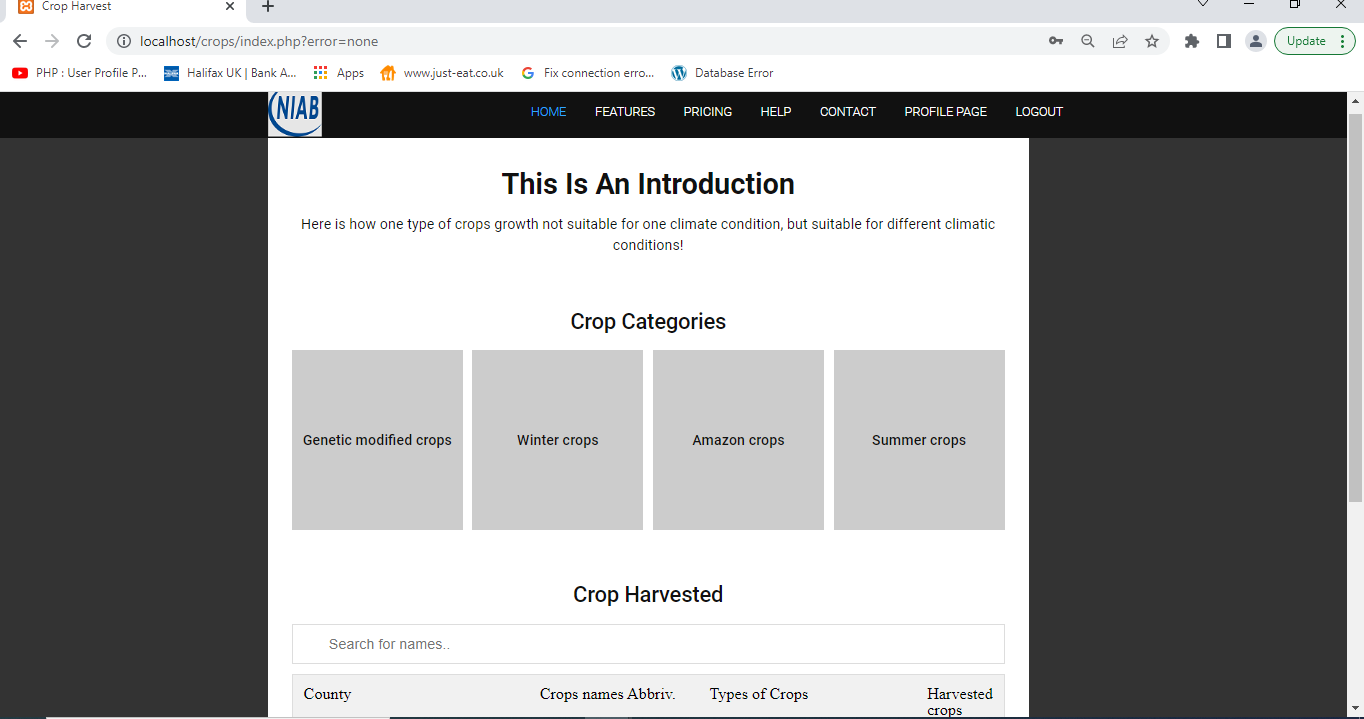 Crop Harvest
localhost/crops/index.php?error=none
Update
PHP : User Profile P...
Halifax UK | Bank A...
Apps
www.just-eat.co.uk
Fix connection erro...
Database Error
NIAB
HOME
FEATURES
PRICING
HELP
CONTACT
PROFILE PAGE
LOGOUT
This Is An Introduction
Here is how one type of crops growth not suitable for one climate condition, but suitable for different climatic
conditions!
Crop Categories
Genetic modified crops
Winter crops
Amazon crops
Summer crops
Crop Harvested
Search for names..
County
Crops names Abbriv.
Types of Crops
Harvested
crops